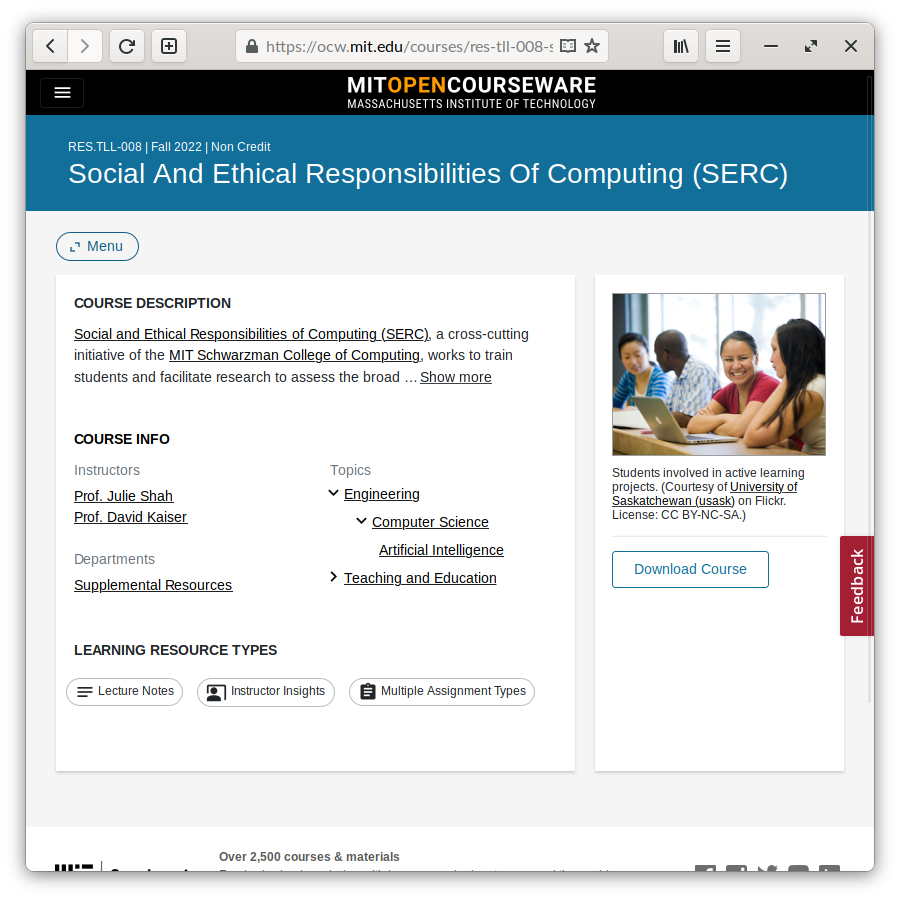 https://ocw.mit.edu/courses/res-tll-008-s
MITOPENCOURSEWARE
MASSACHUSETTS INSTITUTE OF TECHNOLOGY
RES.TLL-008 | Fall 2022 | Non Credit
Social And Ethical Responsibilities Of Computing (SERC)
Menu
COURSE DESCRIPTION
Social and Ethical Responsibilities of Computing (SERC), a cross-cutting
initiative of the MIT Schwarzman College of Computing, works to train
students and facilitate research to assess the broad … Show more
COURSE INFO
Instructors
Prof. Julie Shah
Prof. David Kaiser
Departments
Supplemental Resources
Topics
Engineering
Computer Science
Artificial Intelligence
Teaching and Education
LEARNING RESOURCE TYPES
Lecture Notes
Instructor Insights
Multiple Assignment Types
Students involved in active learning
projects. (Courtesy of University of
Saskatchewan (usask) on Flickr.
License: CC BY-NC-SA.)
Download Course
Feedback
Over 2,500 courses & materials